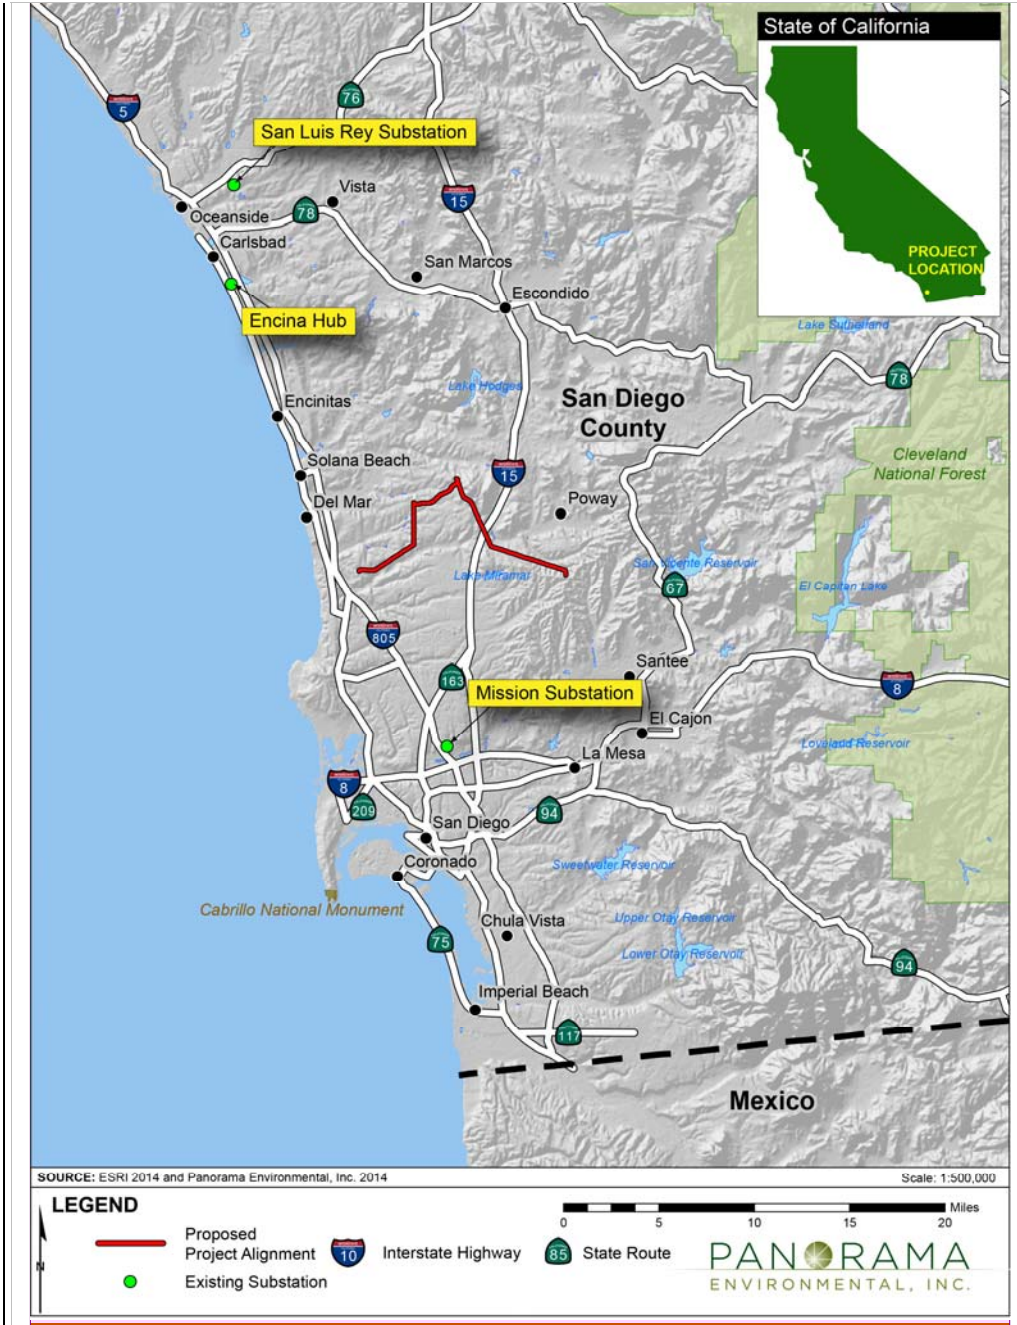 State of California
PROJECT
LOCATION
5
76
San Luis Rey Substation
15
Vista
78
Oceanside
Carlsbad
San Marcos
Escondido
Encina Hub
Lake Sutherland
78
Lake Hodges
San Diego
County
Encinitas
Cleveland
National Forest
Solana Beach
15
Del Mar
Poway
San Vicente Reservoir
Lake Miramar
El Capitan Lake
67
805
Santee
163
8
Mission Substation
El Cajon
Loveland Reservoir
La Mesa
8
209
94
San Diego
Coronado
Sweetwater Reservoir
Cabrillo National Monument
Chula Vista
Upper Otay Reservoir
75
Lower Otay Reservoir
94
Imperial Beach
117
Mexico
SOURCE: ESRI 2014 and Panorama Environmental, Inc. 2014
Scale: 1:500,000
LEGEND
Proposed
Project Alignment
10
Interstate Highway
85
State Route
Existing Substation
N
Miles
0 5 10 15 20
PANORAMA
ENVIRONMENTAL, INC.